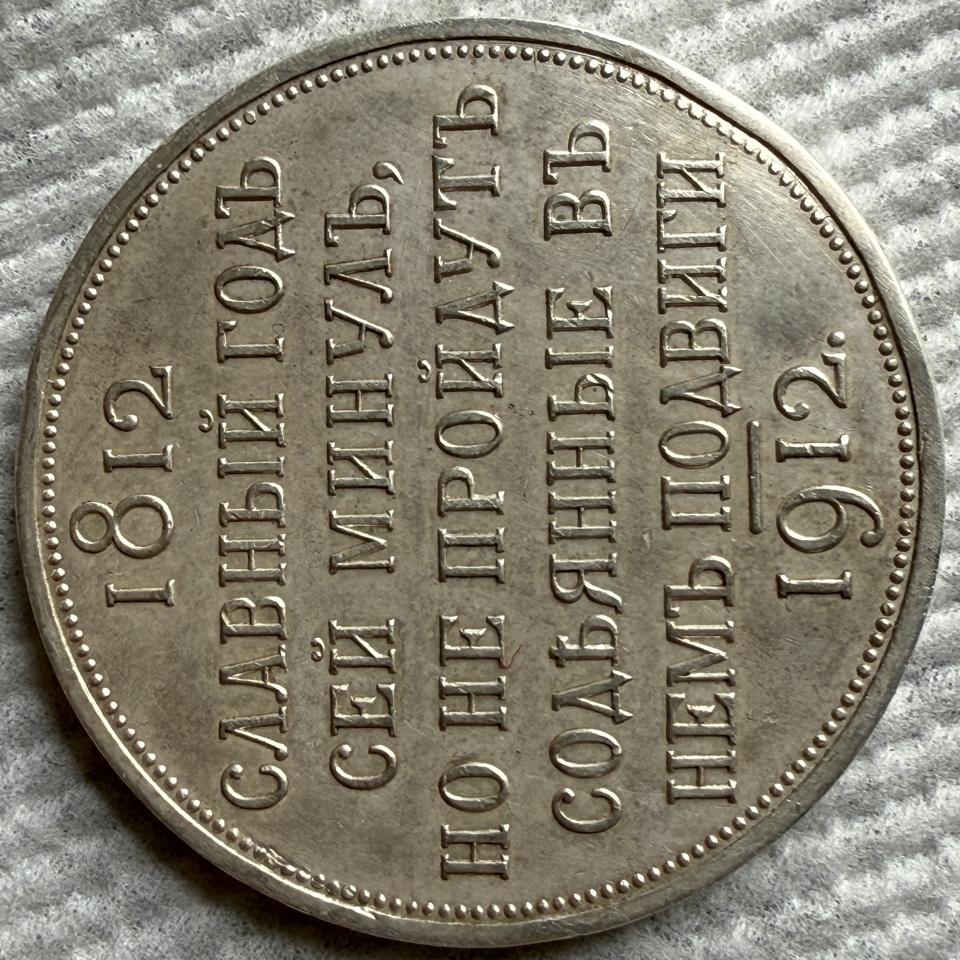 1812
СЛАВНЫЙ ГОДЪ
СЕЙ МИНУЛЪ,
НО НЕ ПРОЙДУТЪ
СОДѢЯННЫЕ ВЪ
НЕМЪ ПОДВИГИ
1912.